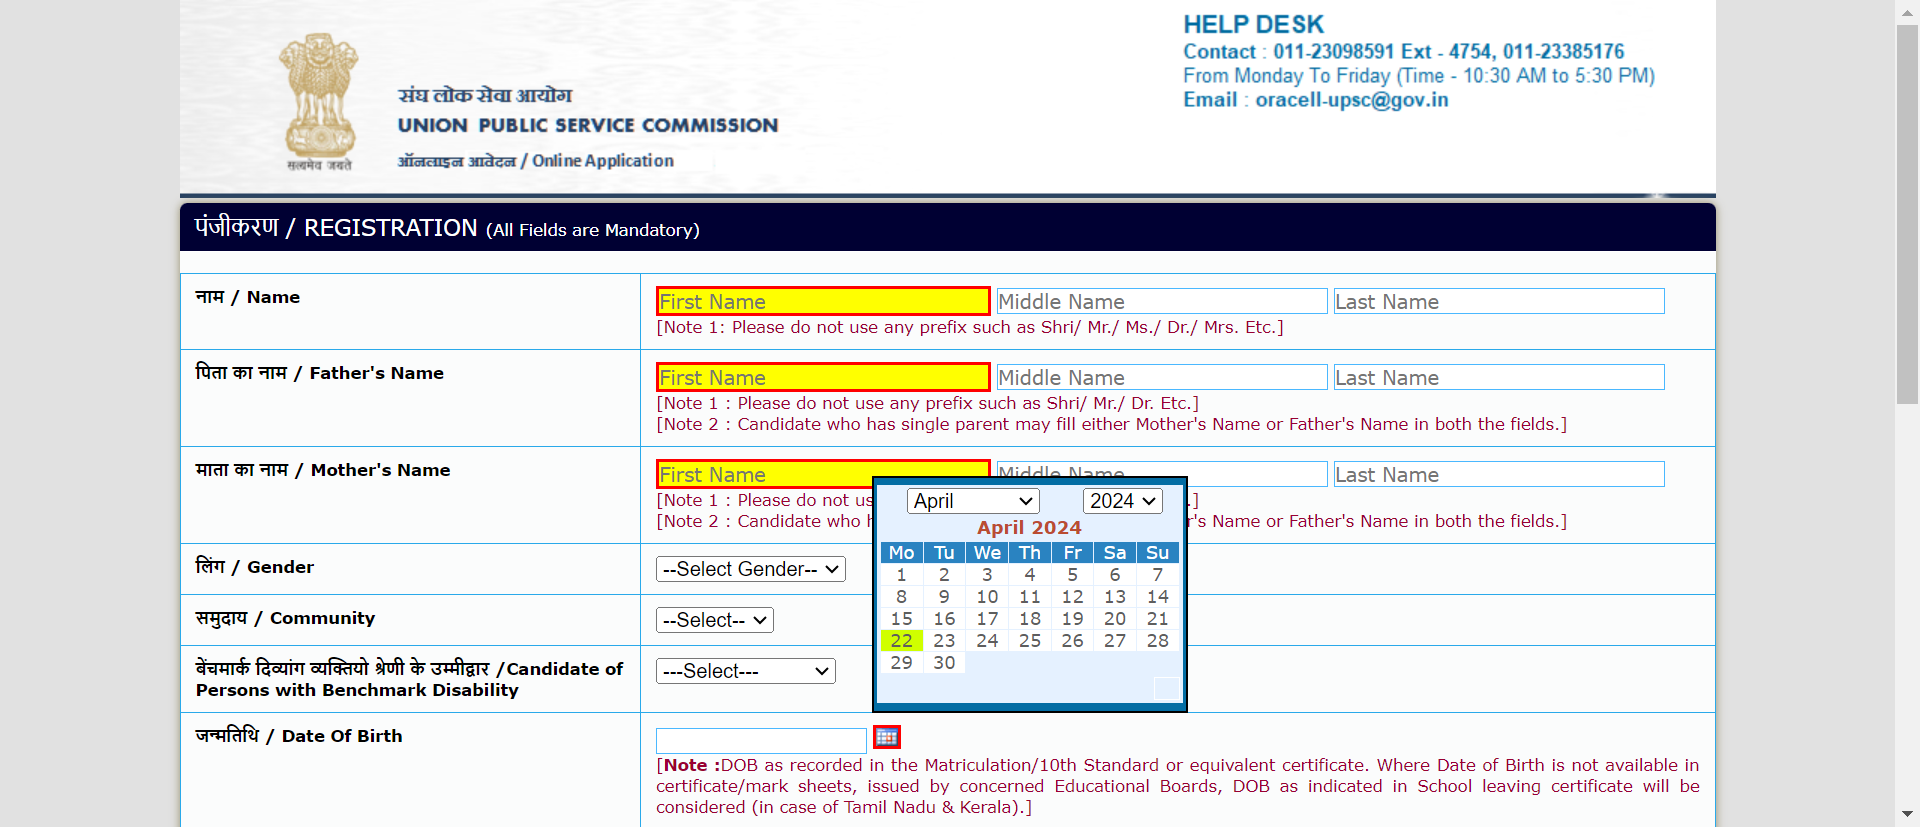 HELP DESK
Contact : 011-23098591 Ext - 4754, 011-23385176
From Monday To Friday (Time - 10:30 AM to 5:30 PM)
Email : oracell-upsc@gov.in
संघ लोक सेवा आयोग
UNION PUBLIC SERVICE COMMISSION
ऑनलाइन आवेदन / Online Application
सत्यमेव जयते
पंजीकरण / REGISTRATION (All Fields are Mandatory)
नाम / Name
First Name Middle Name Last Name
[Note 1: Please do not use any prefix such as Shri/ Mr./ Ms./ Dr./ Mrs. Etc.]
पिता का नाम / Father's Name
First Name Middle Name Last Name
[Note 1 : Please do not use any prefix such as Shri/ Mr./ Dr. Etc.]
[Note 2 : Candidate who has single parent may fill either Mother's Name or Father's Name in both the fields.]
माता का नाम / Mother's Name
First Name Middle Name Last Name
[Note 1 : Please do not us .]
[Note 2 : Candidate who h r's Name or Father's Name in both the fields.]
April 2024
April 2024
Mo Tu We Th Fr Sa Su
1 2 3 4 5 6 7
8 9 10 11 12 13 14
15 16 17 18 19 20 21
22 23 24 25 26 27 28
29 30
लिंग / Gender
--Select Gender--
समुदाय / Community
--Select--
बेंचमार्क दिव्यांग व्यक्तियो श्रेणी के उम्मीद्वार /Candidate of
Persons with Benchmark Disability
---Select---
जन्मतिथि / Date Of Birth
[Note :DOB as recorded in the Matriculation/10th Standard or equivalent certificate. Where Date of Birth is not available in
certificate/mark sheets, issued by concerned Educational Boards, DOB as indicated in School leaving certificate will be
considered (in case of Tamil Nadu & Kerala).]